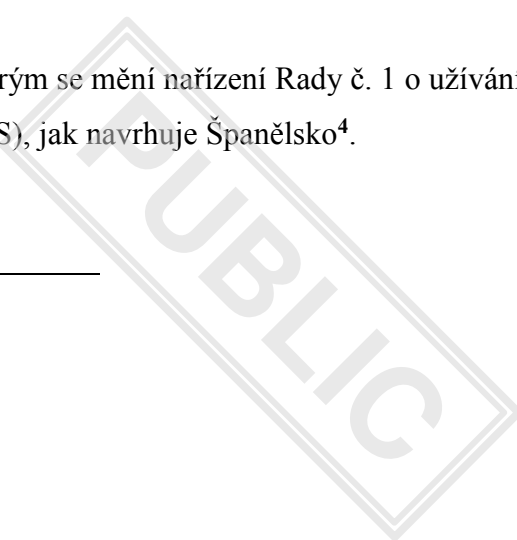 rým se mění nařízení Rady č. 1 o užívání
S), jak navrhuje Španělsko⁴.
PUBLIC